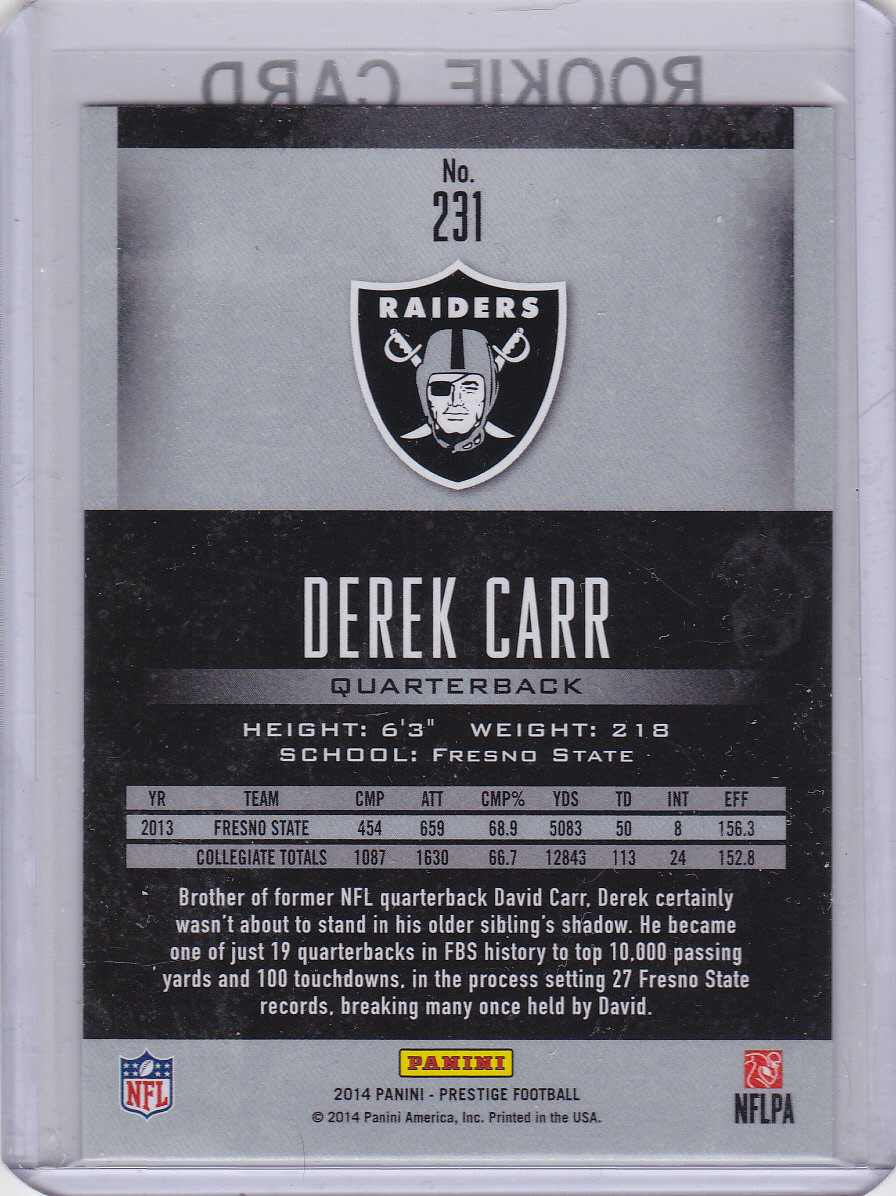 ROOKIE CARD
No.
231
RAIDERS
DEREK CARR
QUARTERBACK
HEIGHT: 6'3" WEIGHT: 218
SCHOOL: FRESNO STATE
YR TEAM CMP ATT CMP% YDS TD INT EFF
2013 FRESNO STATE 454 659 68.9 5083 50 8 156.3
COLLEGIATE TOTALS 1087 1630 66.7 12843 113 24 152.8
Brother of former NFL quarterback David Carr, Derek certainly
wasn't about to stand in his older sibling's shadow. He became
one of just 19 quarterbacks in FBS history to top 10,000 passing
yards and 100 touchdowns, in the process setting 27 Fresno State
records, breaking many once held by David.
NFL
PANINI
2014 PANINI - PRESTIGE FOOTBALL
© 2014 Panini America, Inc. Printed in the USA.
NFLPA